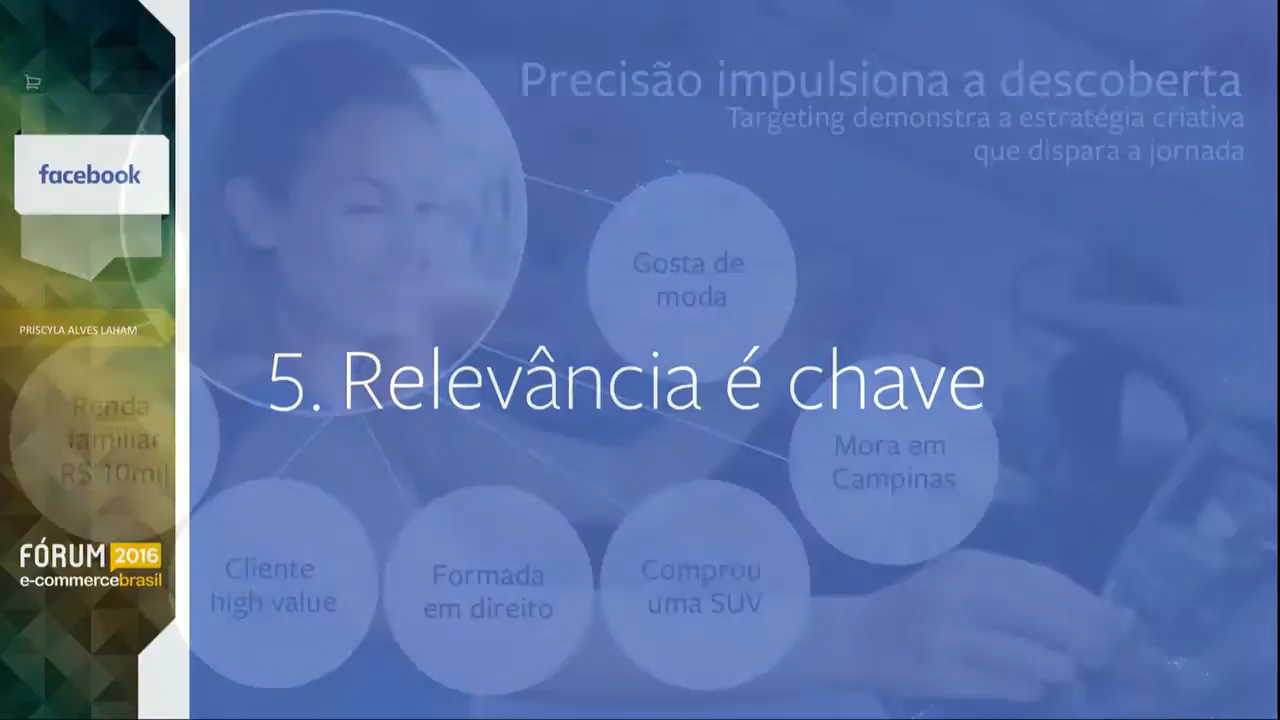 facebook
PRISCYLA ALVES LAHAM
FÓRUM 2016
e-commercebrasil
Precisão impulsiona a descoberta
Targeting demonstra a estratégia criativa
que dispara a jornada
Gosta de
moda
5. Relevância é chave
Mora em
Campinas
Renda
familiar
R$ 10mil
Cliente
high value
Formada
em direito
Comprou
uma SUV